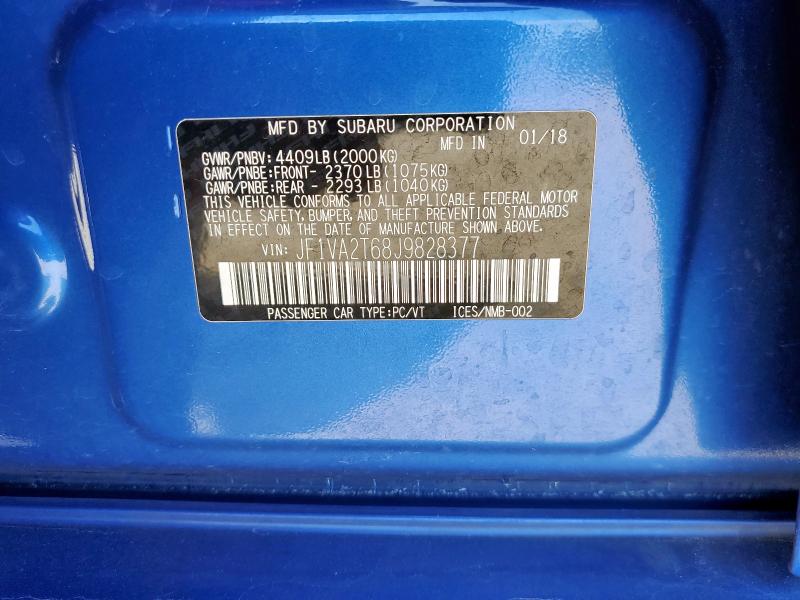 MFD BY SUBARU CORPORATION
MFD IN 01/18
GVWR/PNBV: 4409LB(2000KG)
GAWR/PNBE:FRONT- 2370LB(1075KG)
GAWR/PNBE:REAR - 2293LB(1040KG)
THIS VEHICLE CONFORMS TO ALL APPLICABLE FEDERAL MOTOR
VEHICLE SAFETY, BUMPER, AND THEFT PREVENTION STANDARDS
IN EFFECT ON THE DATE OF MANUFACTURE SHOWN ABOVE.
VIN: JF1VA2T68J9828377
PASSENGER CAR TYPE:PC/VT ICES/NMB-002